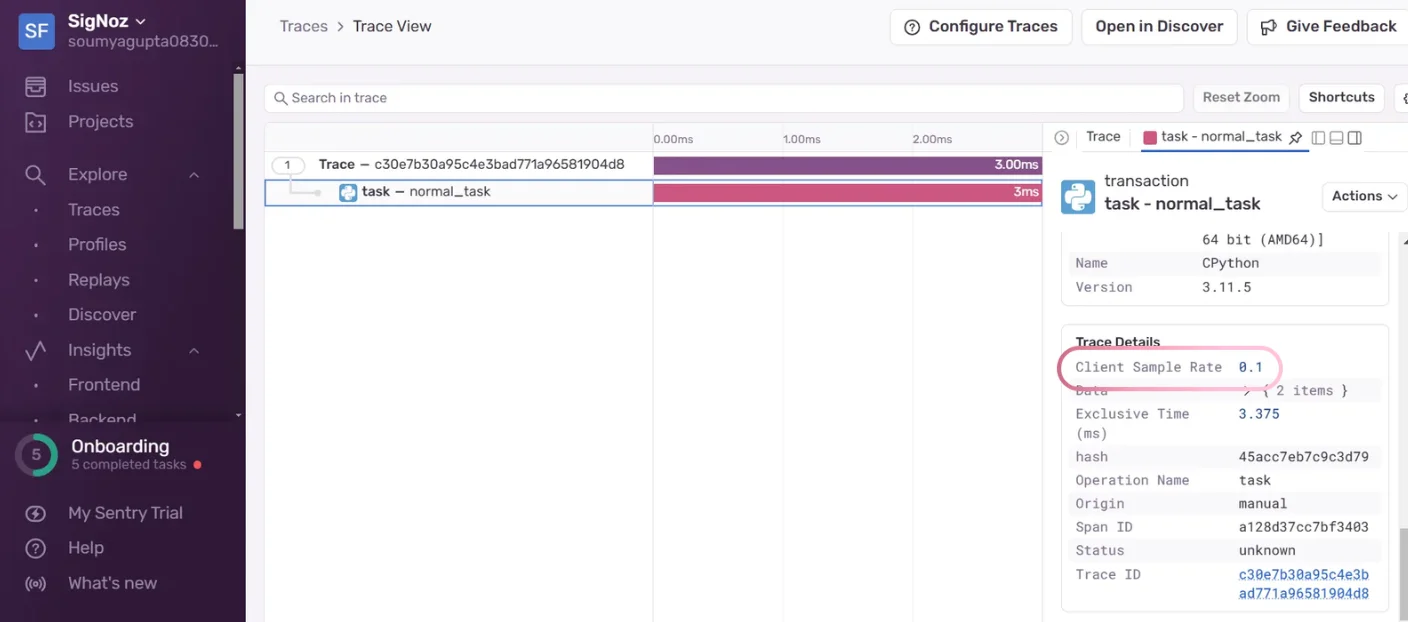 SF
SigNoz
soumyagupta0830...
Issues
Projects
Explore
Traces
Profiles
Replays
Discover
Insights
Frontend
Backend
5
Onboarding
5 completed tasks
My Sentry Trial
Help
What's new
Traces > Trace View
Configure Traces
Open in Discover
Give Feedback
Search in trace
Reset Zoom
Shortcuts
0.00ms 1.00ms 2.00ms
1 Trace — c30e7b30a95c4e3bad771a96581904d8 3.00ms
task — normal_task 3ms
Trace
task - normal_task
transaction
task - normal_task
Actions
64 bit (AMD64)]
Name CPython
Version 3.11.5
Trace Details
Client Sample Rate 0.1
Data > { 2 items }
Exclusive Time 3.375
(ms)
hash 45acc7eb7c9c3d79
Operation Name task
Origin manual
Span ID a128d37cc7bf3403
Status unknown
Trace ID c30e7b30a95c4e3b
ad771a96581904d8